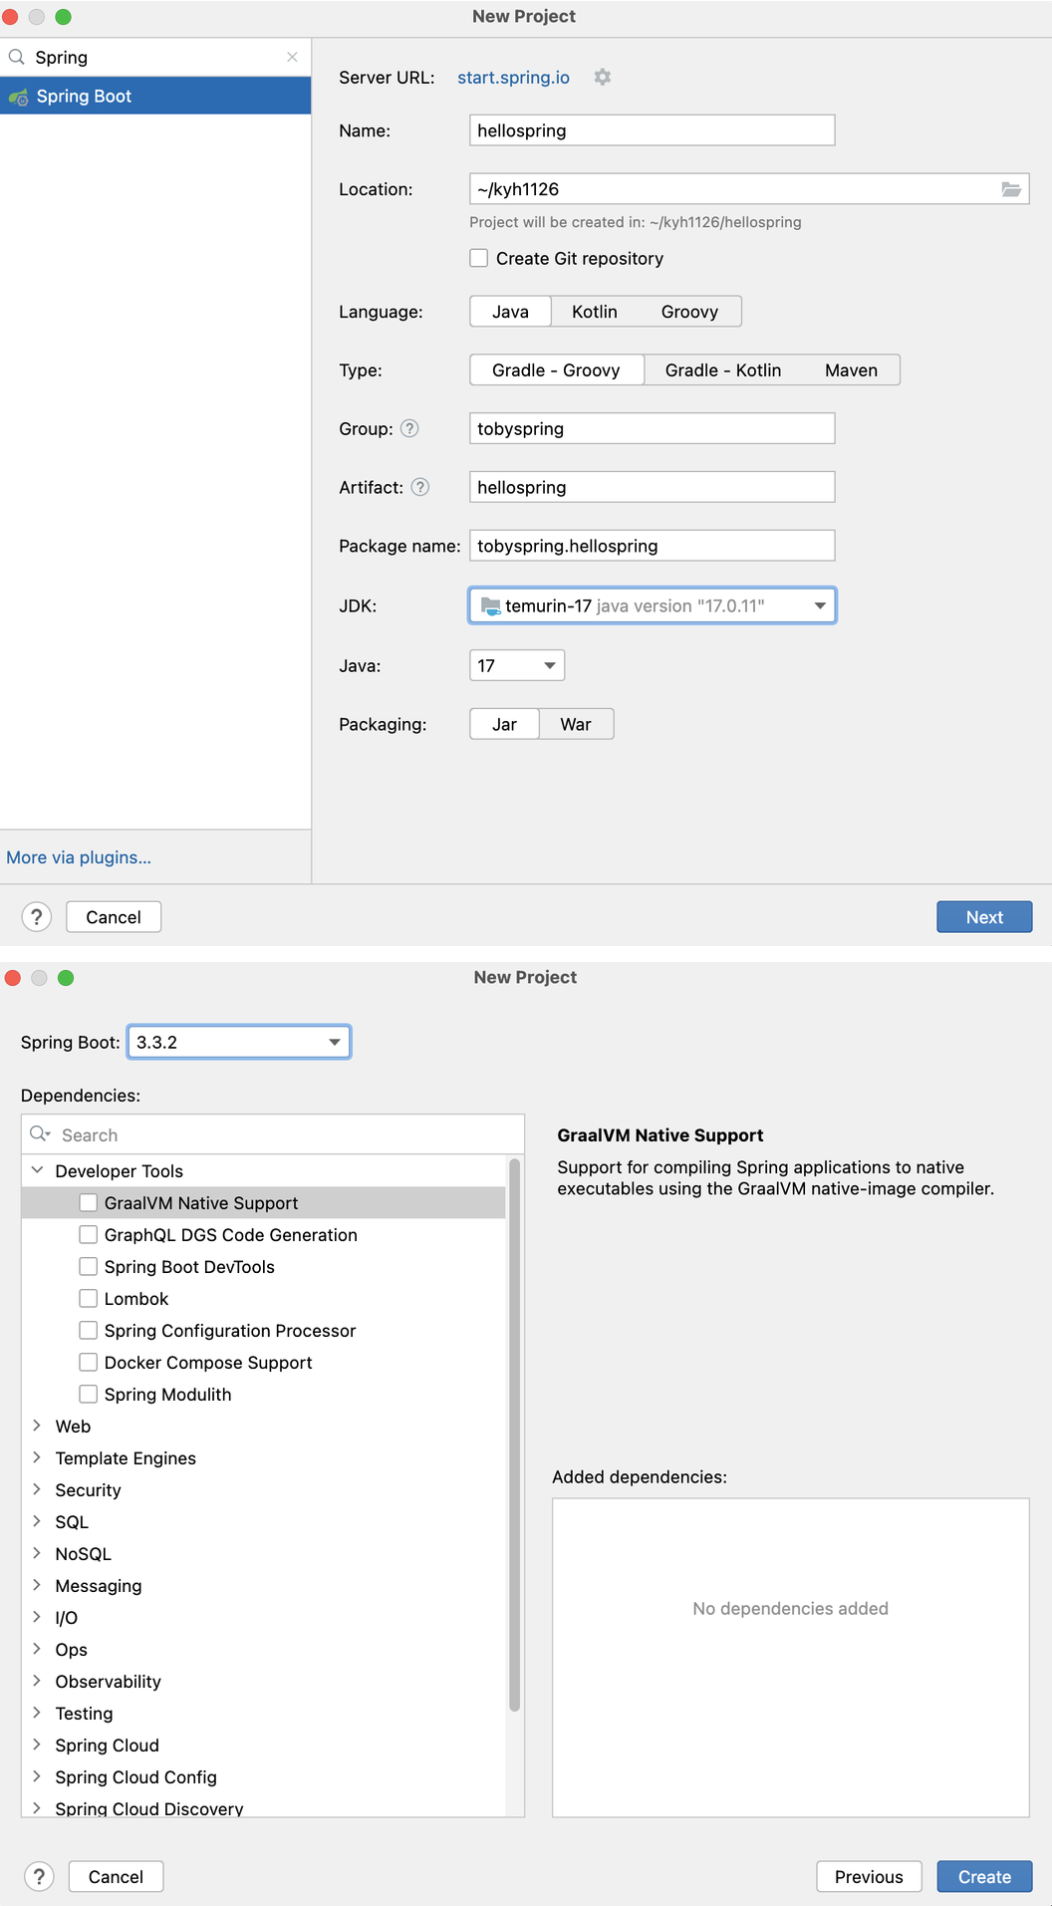 New Project
Spring
Spring Boot
Server URL: start.spring.io
Name: hellospring
Location: ~/kyh1126
Project will be created in: ~/kyh1126/hellospring
Create Git repository
Language: Java Kotlin Groovy
Type: Gradle - Groovy Gradle - Kotlin Maven
Group: ? tobyspring
Artifact: ? hellospring
Package name: tobyspring.hellospring
JDK: temurin-17 java version "17.0.11"
Java: 17
Packaging: Jar War
More via plugins...
? Cancel Next
New Project
Spring Boot: 3.3.2
Dependencies:
Search
Developer Tools
GraalVM Native Support
GraphQL DGS Code Generation
Spring Boot DevTools
Lombok
Spring Configuration Processor
Docker Compose Support
Spring Modulith
Web
Template Engines
Security
SQL
NoSQL
Messaging
I/O
Ops
Observability
Testing
Spring Cloud
Spring Cloud Config
Spring Cloud Discovery
GraalVM Native Support
Support for compiling Spring applications to native
executables using the GraalVM native-image compiler.
Added dependencies:
No dependencies added
? Cancel Previous Create